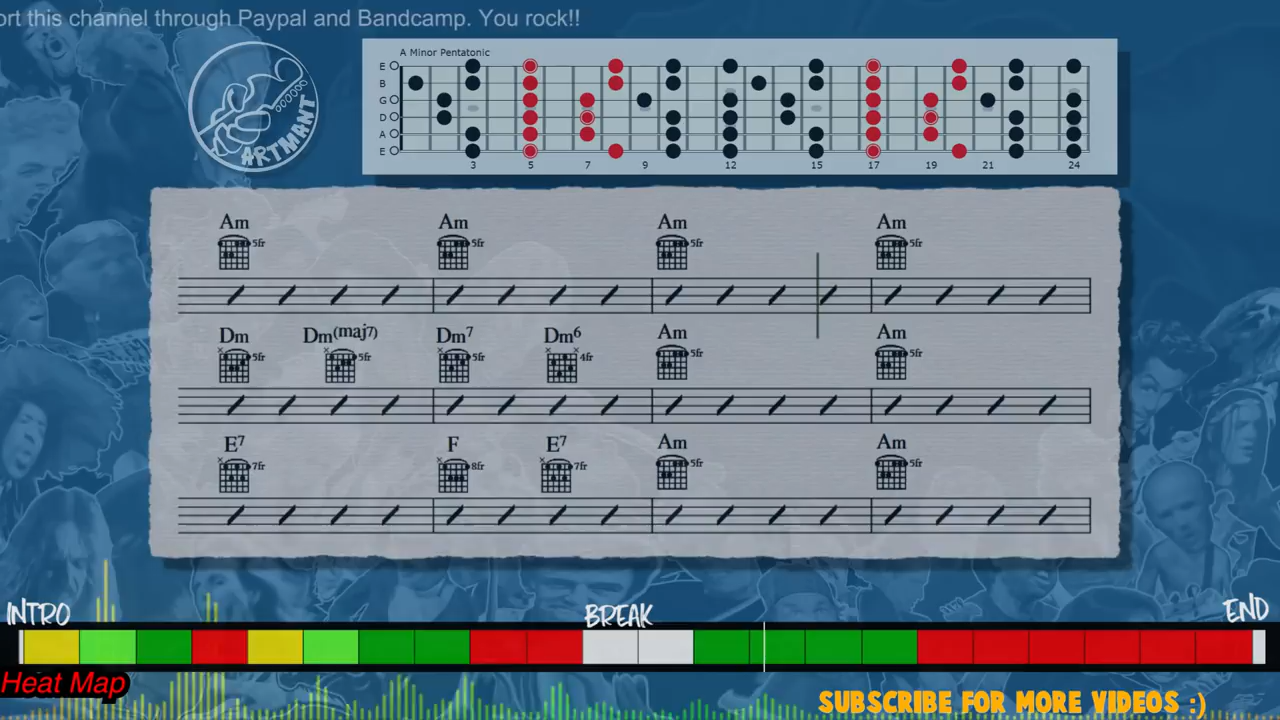 ort this channel through Paypal and Bandcamp. You rock!!
ARTMANT
A Minor Pentatonic
E
B
G
D
A
E
3 5 7 9 12 15 17 19 21 24
Am Am Am Am
5fr 5fr 5fr 5fr
Dm Dm(maj7) Dm7 Dm6 Am Am
5fr 5fr 5fr 4fr 5fr 5fr
E7 F E7 Am Am
7fr 8fr 7fr 5fr 5fr
INTRO BREAK END
Heat Map
SUBSCRIBE FOR MORE VIDEOS :)